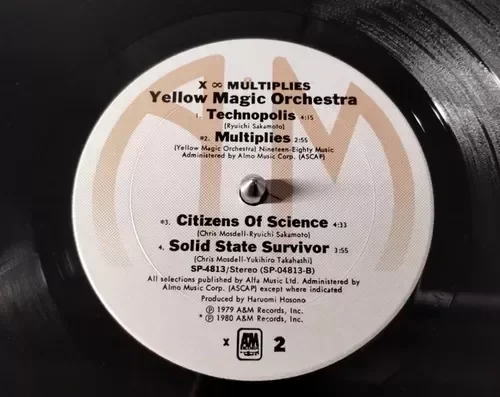 X ∞ MULTIPLIES
Yellow Magic Orchestra
1. Technopolis 4:15
(Ryuichi Sakamoto)
*2. Multiplies 2:55
(Yellow Magic Orchestra) Nineteen-Eighty Music
Administered by Almo Music Corp. (ASCAP)
*3. Citizens Of Science 4:33
(Chris Mosdell-Ryuichi Sakamoto)
4. Solid State Survivor 3:55
(Chris Mosdell-Yukihiro Takahashi)
SP-4813/Stereo (SP-04813-B)
All selections published by Alfa Music Ltd. Administered by
Almo Music Corp. (ASCAP) except where indicated
Produced by Haruomi Hosono
Ⓟ 1979 A&M Records, Inc.
* Ⓟ 1980 A&M Records, Inc.
X A&M 2